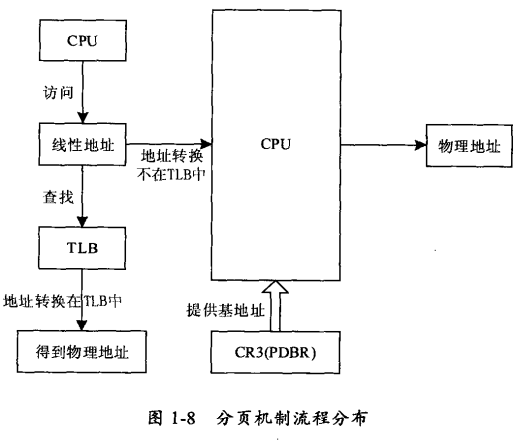 CPU
访问
线性地址
地址转换
不在TLB中
CPU
物理地址
查找
TLB
地址转换在TLB中
提供基地址
得到物理地址
CR3(PDBR)
图 1-8 分页机制流程分布